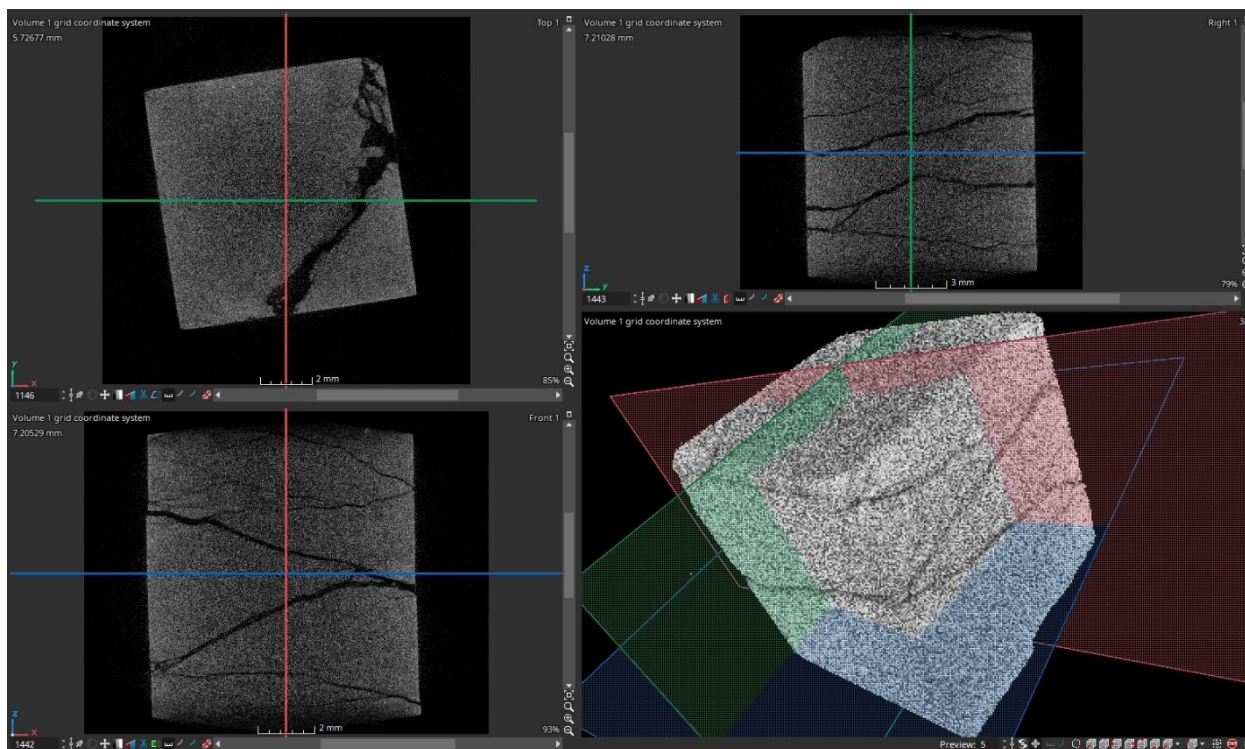 Volume 1 grid coordinate system
Top 1
5.72677 mm
2 mm
y
x
1146
85%
Volume 1 grid coordinate system
Right 1
7.21028 mm
3 mm
z
y
1443
79%
Volume 1 grid coordinate system
Front 1
7.20529 mm
2 mm
z
x
1442
93%
Volume 1 grid coordinate system
Preview: 5